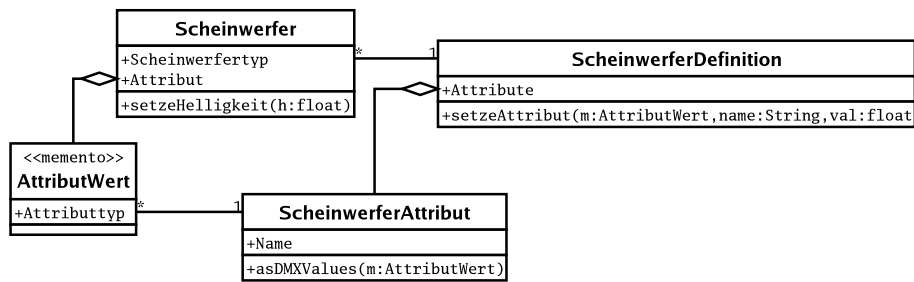 Scheinwerfer
+Scheinwerfertyp
+Attribut
+setzeHelligkeit(h:float)
* 1
ScheinwerferDefinition
+Attribute
+setzeAttribut(m:AttributWert,name:String,val:float
<<memento>>
AttributWert
+Attributtyp
* 1
ScheinwerferAttribut
+Name
+asDMXValues(m:AttributWert)